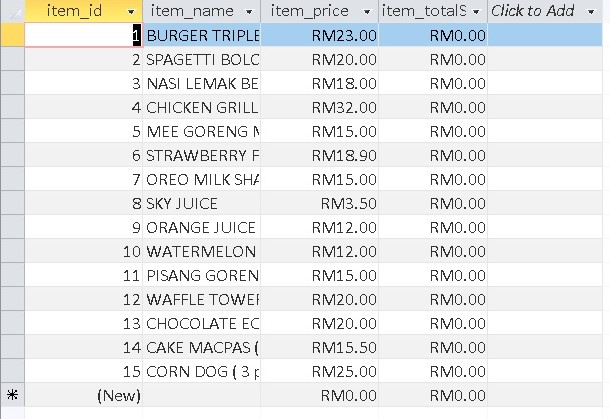 item_id item_name item_price item_totalS Click to Add
1 BURGER TRIPLE RM23.00 RM0.00
2 SPAGETTI BOLO RM20.00 RM0.00
3 NASI LEMAK BE RM18.00 RM0.00
4 CHICKEN GRILL RM32.00 RM0.00
5 MEE GORENG M RM15.00 RM0.00
6 STRAWBERRY F RM18.90 RM0.00
7 OREO MILK SHA RM15.00 RM0.00
8 SKY JUICE RM3.50 RM0.00
9 ORANGE JUICE RM12.00 RM0.00
10 WATERMELON RM12.00 RM0.00
11 PISANG GOREN RM15.00 RM0.00
12 WAFFLE TOWER RM20.00 RM0.00
13 CHOCOLATE EC RM20.00 RM0.00
14 CAKE MACPAS ( RM15.50 RM0.00
15 CORN DOG ( 3 p RM25.00 RM0.00
* (New) RM0.00 RM0.00